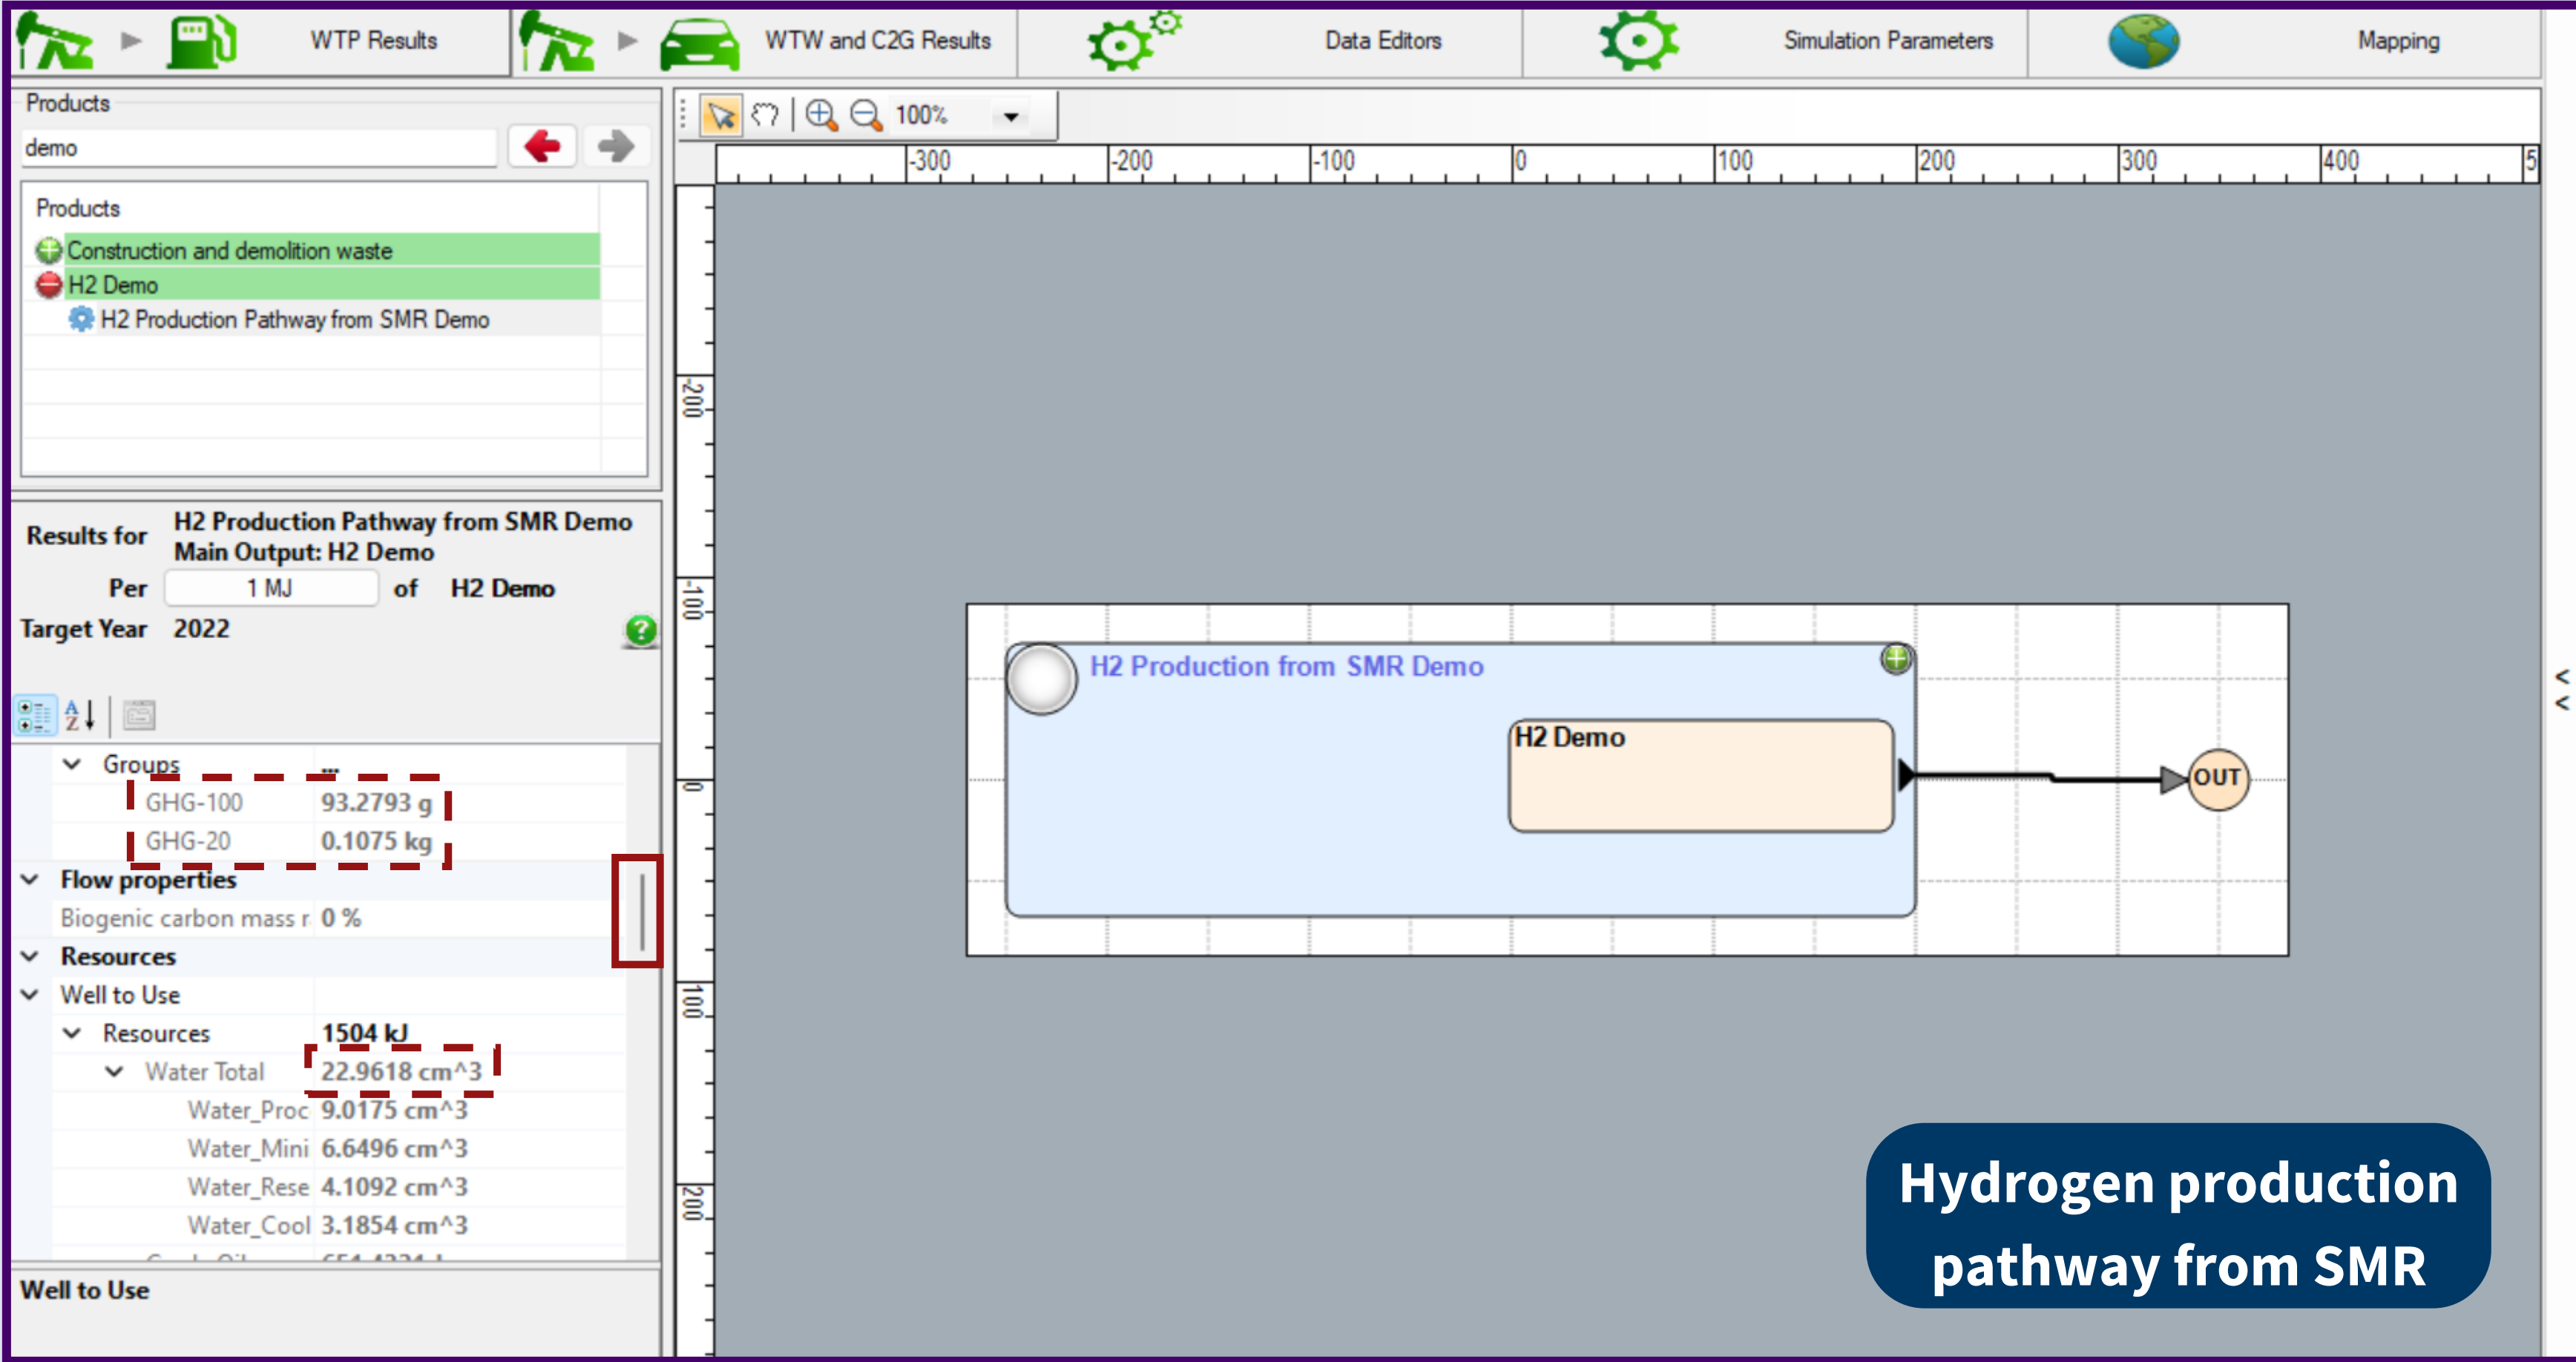 WTP Results
WTW and C2G Results
Data Editors
Simulation Parameters
Mapping
Products
demo
100%
Products
Construction and demolition waste
H2 Demo
H2 Production Pathway from SMR Demo
-300 -200 -100 0 100 200 300 400 5
-200
-100
0
100
200
Results for H2 Production Pathway from SMR Demo
Main Output: H2 Demo
Per 1 MJ of H2 Demo
Target Year 2022
Groups ...
GHG-100 93.2793 g
GHG-20 0.1075 kg
Flow properties
Biogenic carbon mass r 0 %
Resources
Well to Use
Resources 1504 kJ
Water Total 22.9618 cm^3
Water_Proc 9.0175 cm^3
Water_Mini 6.6496 cm^3
Water_Rese 4.1092 cm^3
Water_Cool 3.1854 cm^3
Well to Use
H2 Production from SMR Demo
H2 Demo
OUT
<
<
Hydrogen production
pathway from SMR